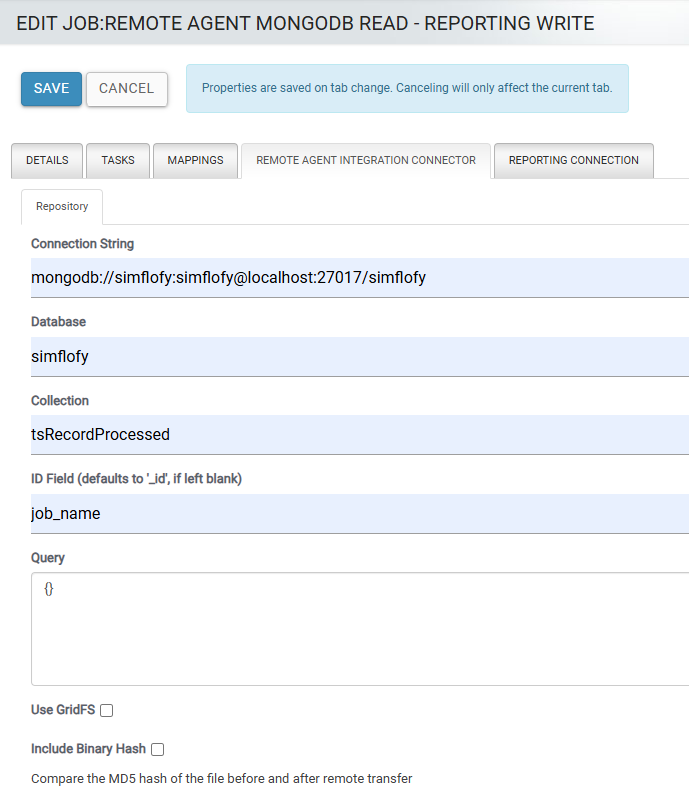 EDIT JOB:REMOTE AGENT MONGODB READ - REPORTING WRITE
SAVE
CANCEL
Properties are saved on tab change. Canceling will only affect the current tab.
DETAILS
TASKS
MAPPINGS
REMOTE AGENT INTEGRATION CONNECTOR
REPORTING CONNECTION
Repository
Connection String
mongodb://simflofy:simflofy@localhost:27017/simflofy
Database
simflofy
Collection
tsRecordProcessed
ID Field (defaults to '_id', if left blank)
job_name
Query
{}
Use GridFS
Include Binary Hash
Compare the MD5 hash of the file before and after remote transfer